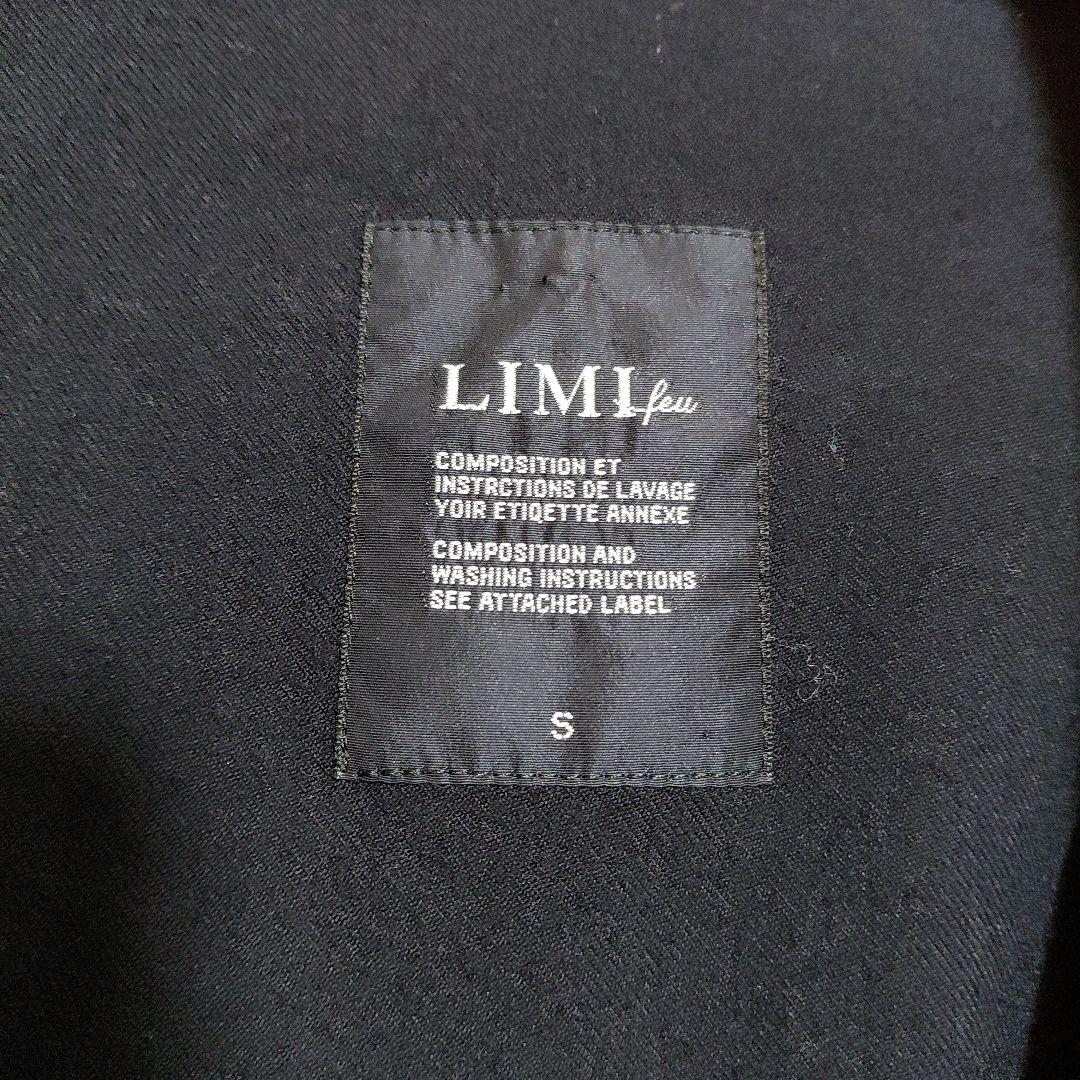 LIMI feu
COMPOSITION ET
INSTRCTIONS DE LAVAGE
YOIR ETIQETTE ANNEXE
COMPOSITION AND
WASHING INSTRUCTIONS
SEE ATTACHED LABEL
S